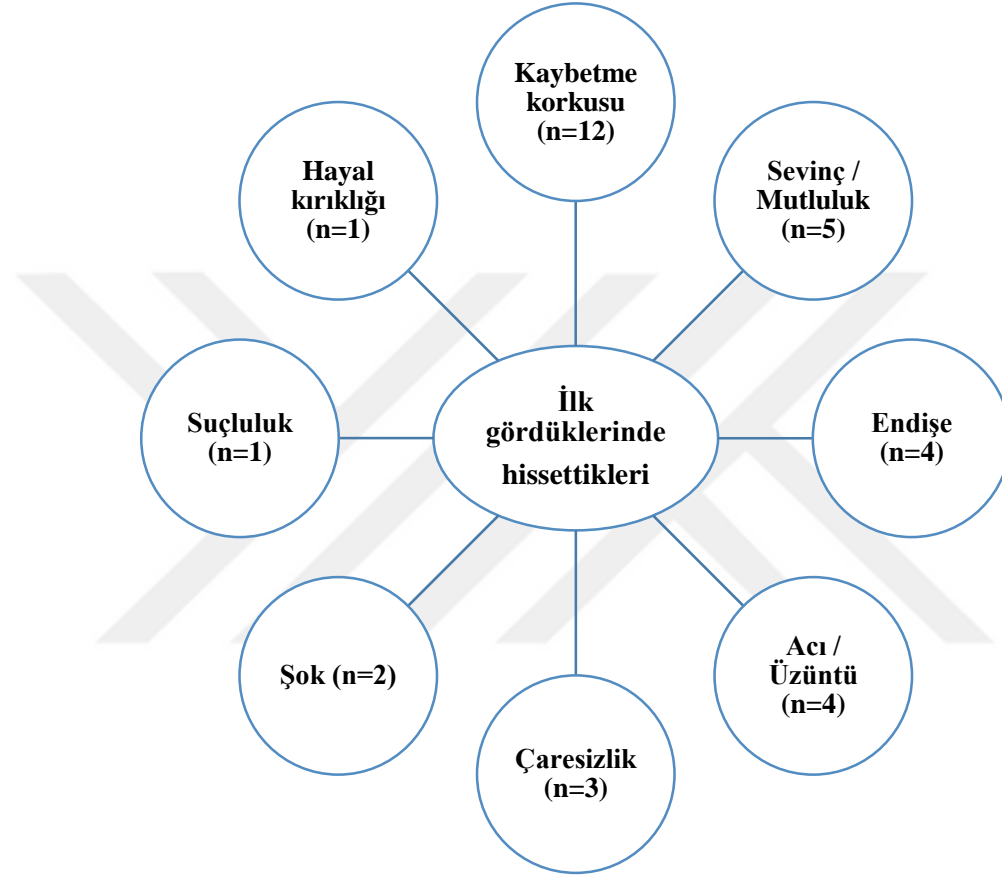 Kaybetme
korkusu
(n=12)
Sevinç /
Mutluluk
(n=5)
Endişe
(n=4)
Acı /
Üzüntü
(n=4)
Çaresizlik
(n=3)
Şok (n=2)
Suçluluk
(n=1)
Hayal
kırıklığı
(n=1)
İlk
gördüklerinde
hissettikleri